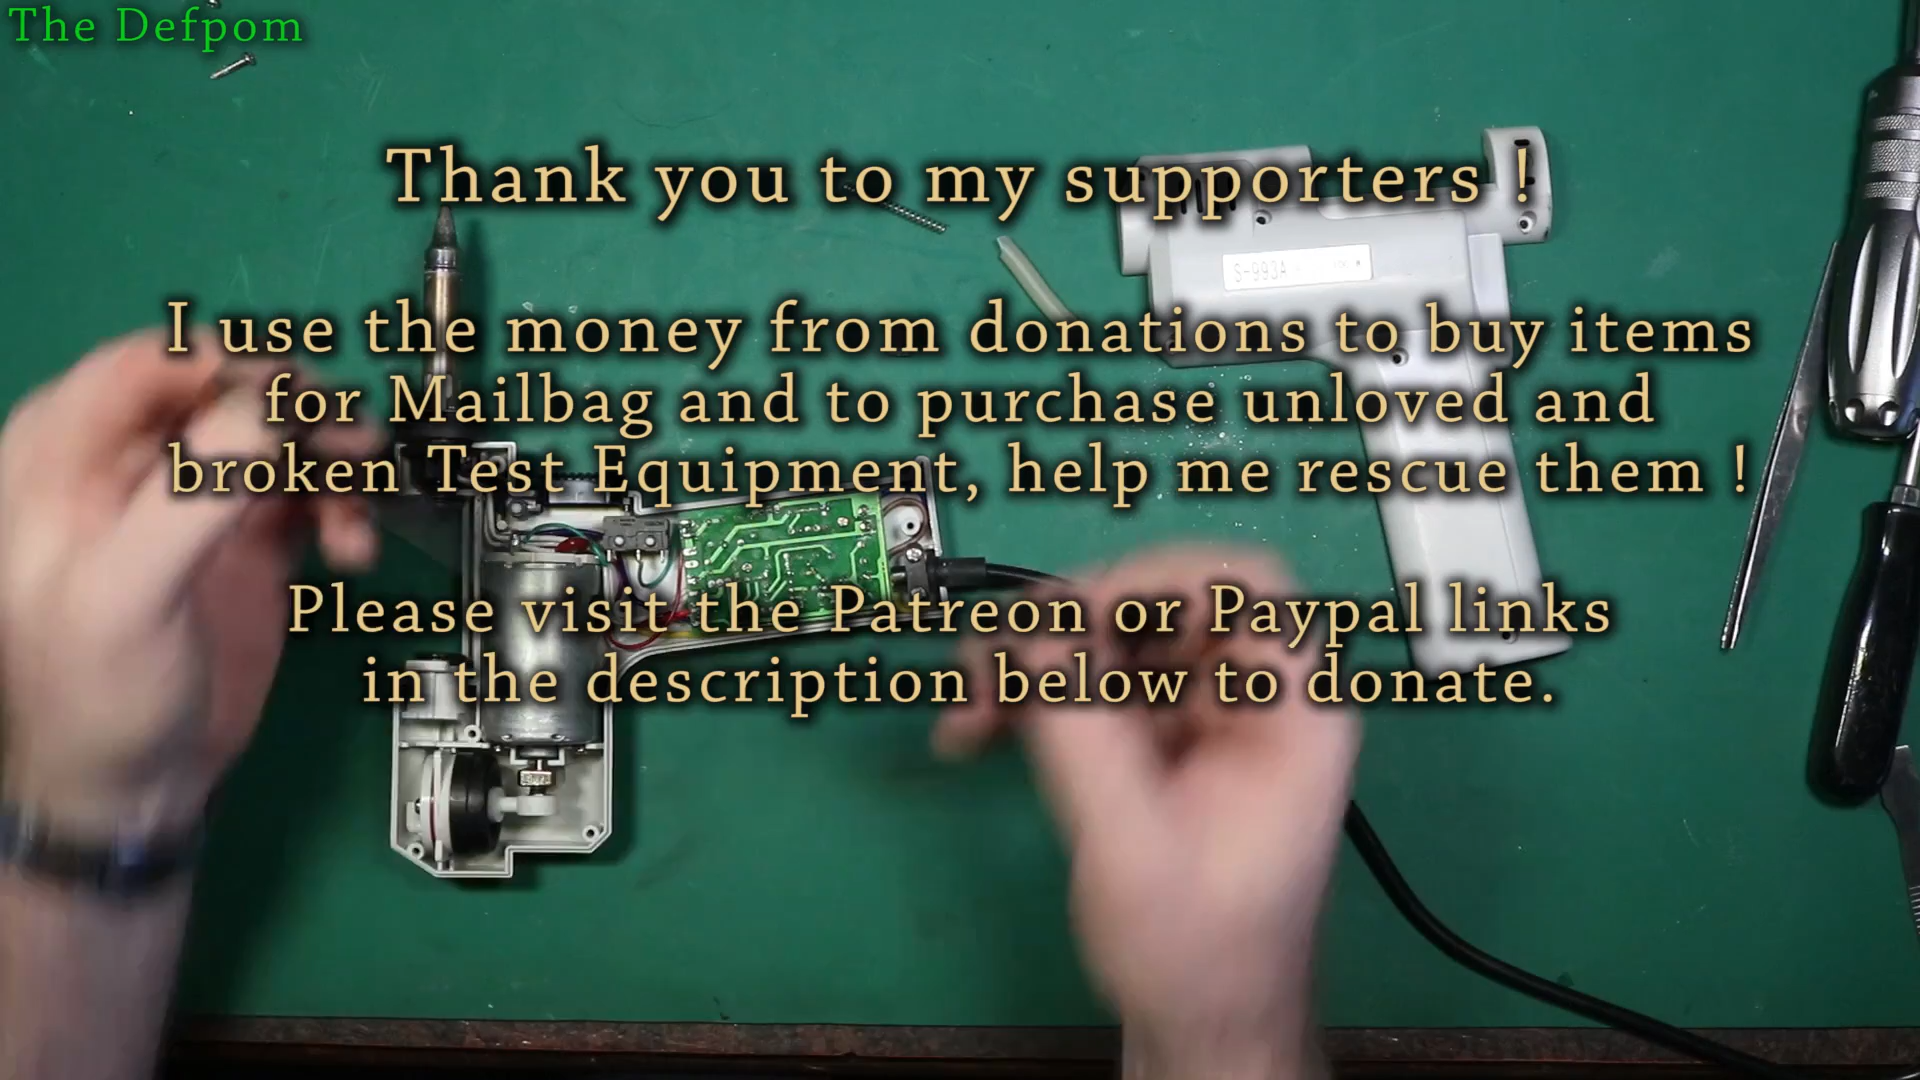 The Defpom
Thank you to my supporters !
S-993A
I use the money from donations to buy items
for Mailbag and to purchase unloved and
broken Test Equipment, help me rescue them !
Please visit the Patreon or Paypal links
in the description below to donate.